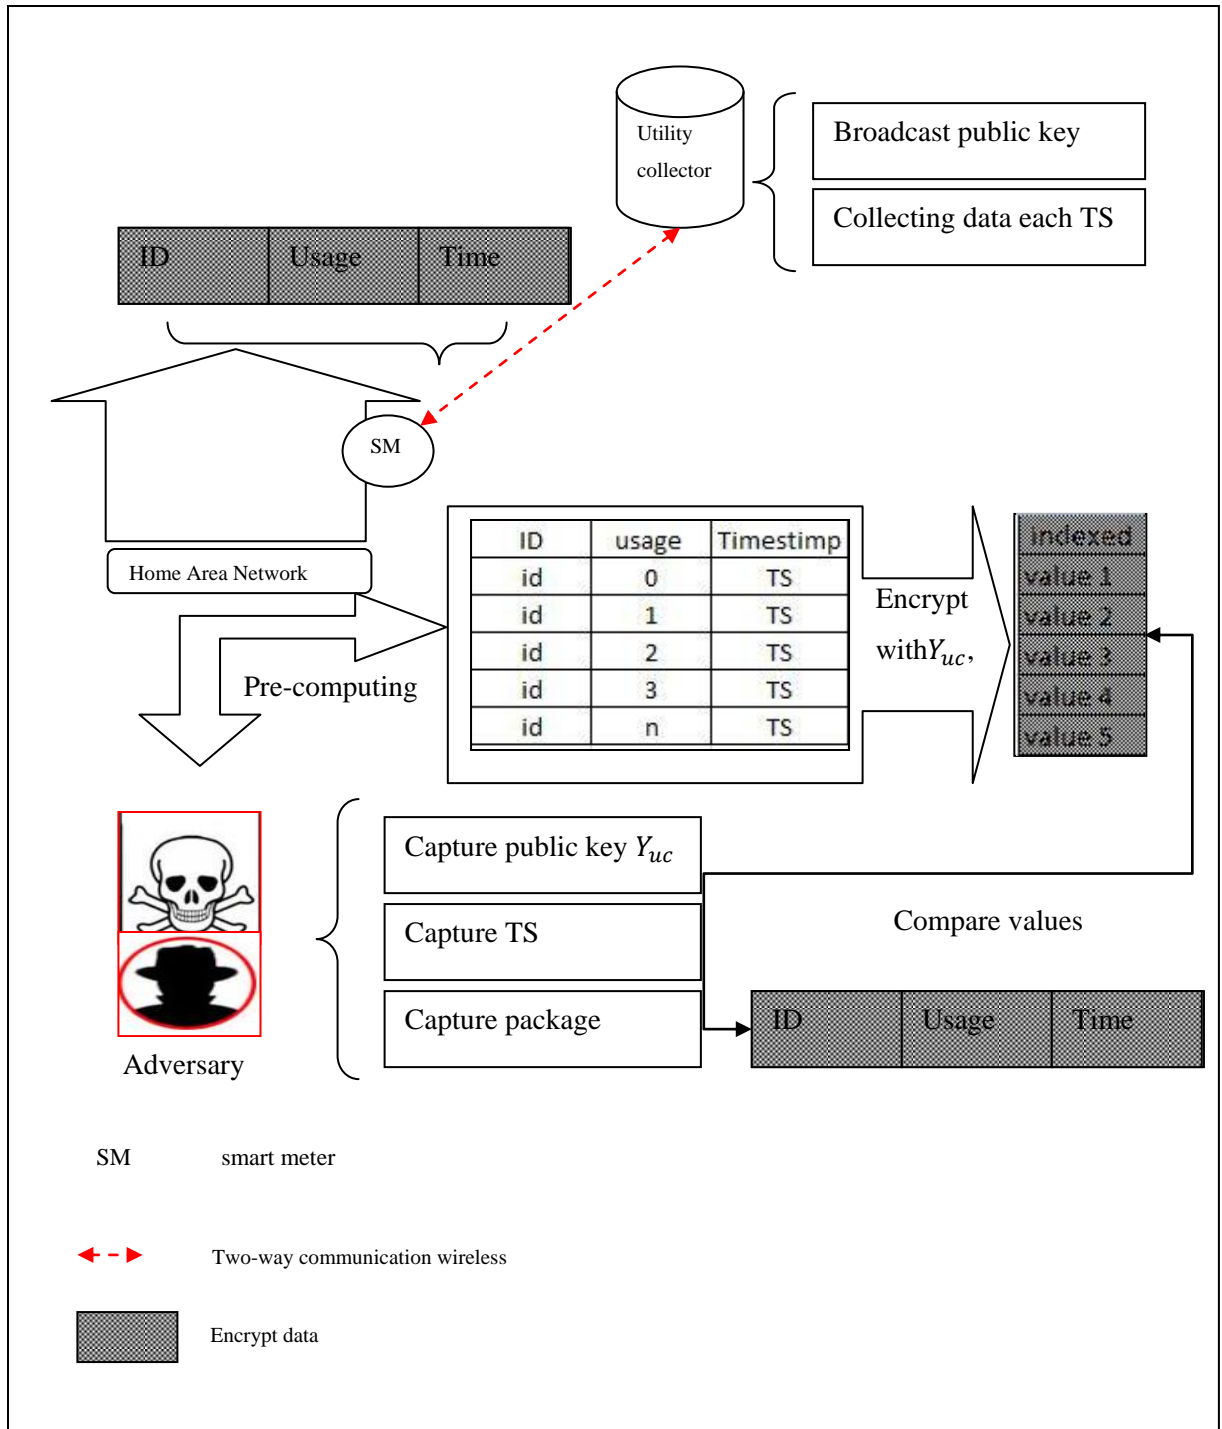 Utility
collector
Broadcast public key
Collecting data each TS
ID Usage Time
SM
Home Area Network
ID usage Timestimp
id 0 TS
id 1 TS
id 2 TS
id 3 TS
id n TS
Encrypt
with𝑌𝑢𝑐,
indexed
value 1
value 2
value 3
value 4
value 5
Pre-computing
Capture public key 𝑌𝑢𝑐
Capture TS
Capture package
Compare values
ID Usage Time
Adversary
SM smart meter
Two-way communication wireless
Encrypt data